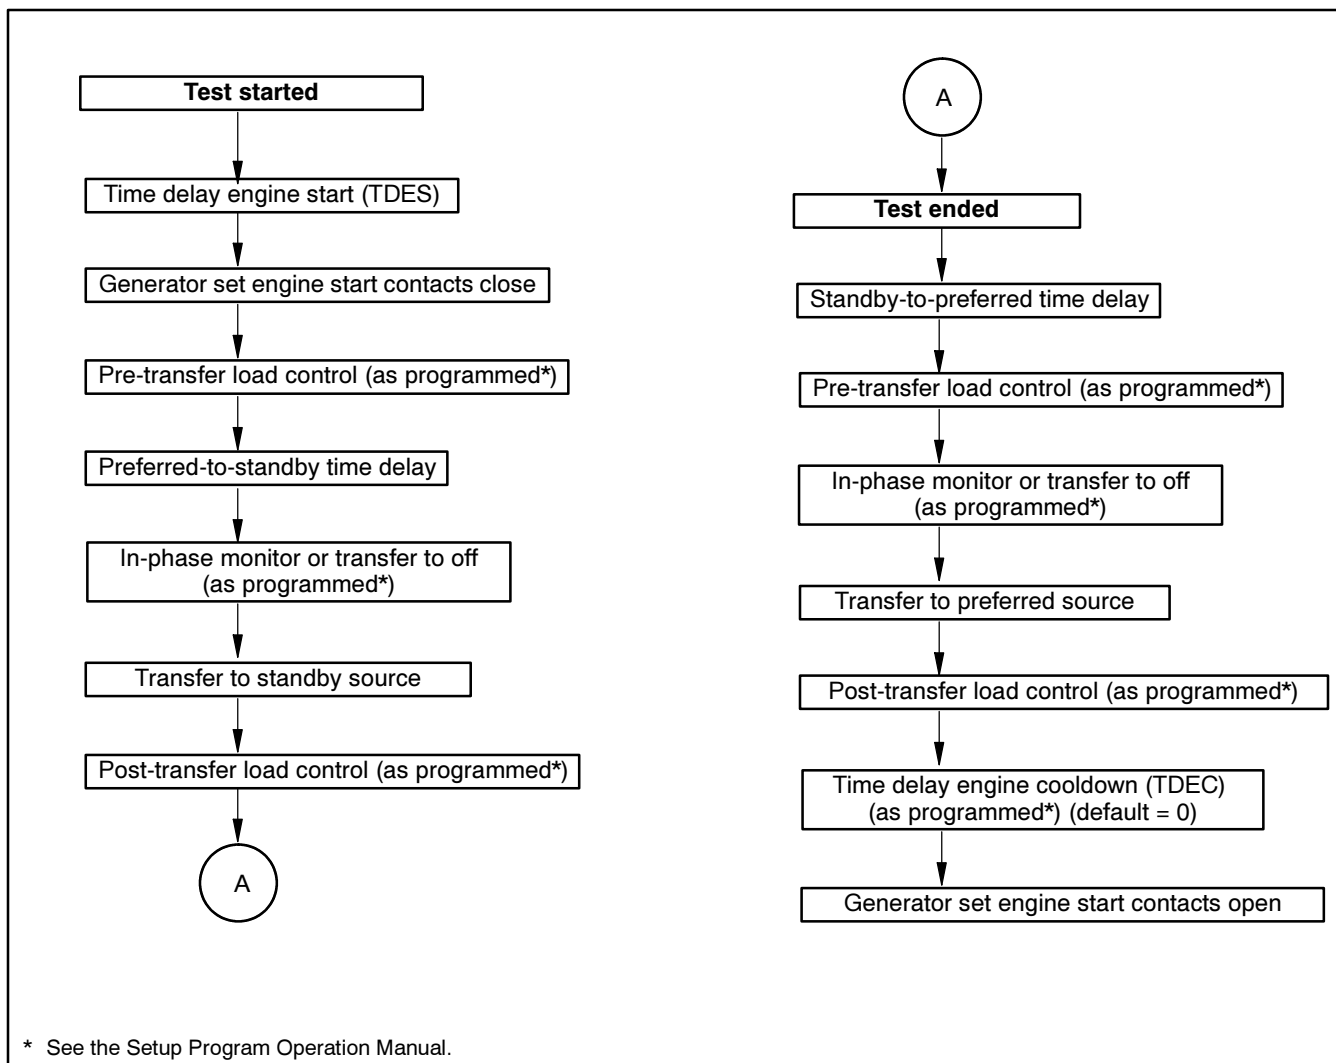 Test started
Time delay engine start (TDES)
Generator set engine start contacts close
Pre-transfer load control (as programmed*)
Preferred-to-standby time delay
In-phase monitor or transfer to off
(as programmed*)
Transfer to standby source
Post-transfer load control (as programmed*)
A
A
Test ended
Standby-to-preferred time delay
Pre-transfer load control (as programmed*)
In-phase monitor or transfer to off
(as programmed*)
Transfer to preferred source
Post-transfer load control (as programmed*)
Time delay engine cooldown (TDEC)
(as programmed*) (default = 0)
Generator set engine start contacts open
* See the Setup Program Operation Manual.